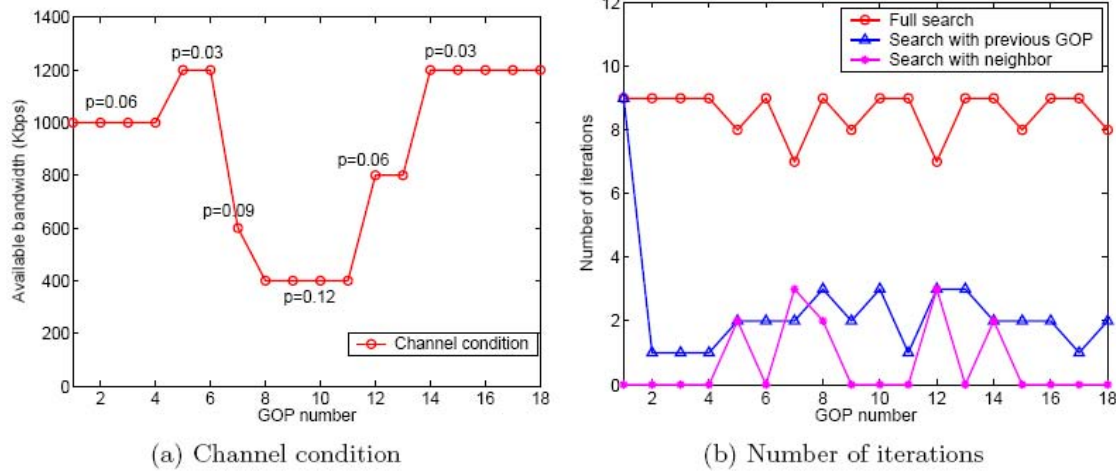 1400
1200
1000
800
600
400
200
0
p=0.06
p=0.03
p=0.09
p=0.12
p=0.06
p=0.03
Channel condition
2 4 6 8 10 12 14 16 18
GOP number
Available bandwidth (Kbps)
(a) Channel condition
12
10
8
6
4
2
0
Full search
Search with previous GOP
Search with neighbor
2 4 6 8 10 12 14 16 18
GOP number
Number of iterations
(b) Number of iterations